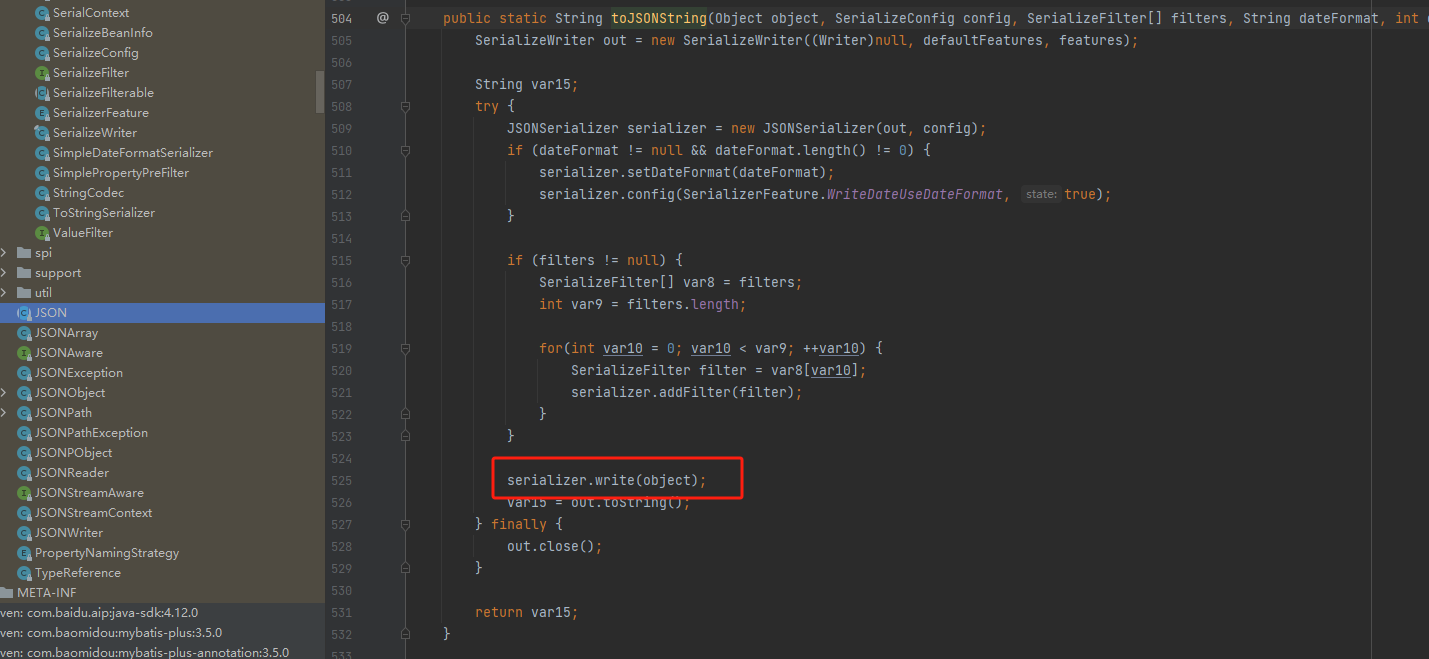 SerialContext
SerializeBeanInfo
SerializeConfig
SerializeFilter
SerializeFilterable
SerializerFeature
SerializeWriter
SimpleDateFormatSerializer
SimplePropertyPreFilter
StringCodec
ToStringSerializer
ValueFilter
spi
support
util
JSON
JSONArray
JSONAware
JSONException
JSONObject
JSONPath
JSONPathException
JSONPObject
JSONReader
JSONStreamAware
JSONStreamContext
JSONWriter
PropertyNamingStrategy
TypeReference
META-INF
ven: com.baidu.aip:java-sdk:4.12.0
ven: com.baomidou:mybatis-plus:3.5.0
ven: com.baomidou:mybatis-plus-annotation:3.5.0
504 @ public static String toJSONString(Object object, SerializeConfig config, SerializeFilter[] filters, String dateFormat, int
505 SerializeWriter out = new SerializeWriter((Writer)null, defaultFeatures, features);
506
507 String var15;
508 try {
509 JSONSerializer serializer = new JSONSerializer(out, config);
510 if (dateFormat != null && dateFormat.length() != 0) {
511 serializer.setDateFormat(dateFormat);
512 serializer.config(SerializerFeature.WriteDateUseDateFormat, state: true);
513 }
514
515 if (filters != null) {
516 SerializeFilter[] var8 = filters;
517 int var9 = filters.length;
518
519 for(int var10 = 0; var10 < var9; ++var10) {
520 SerializeFilter filter = var8[var10];
521 serializer.addFilter(filter);
522 }
523 }
524
525 serializer.write(object);
526 var15 = out.toString();
527 } finally {
528 out.close();
529 }
530
531 return var15;
532 }
533